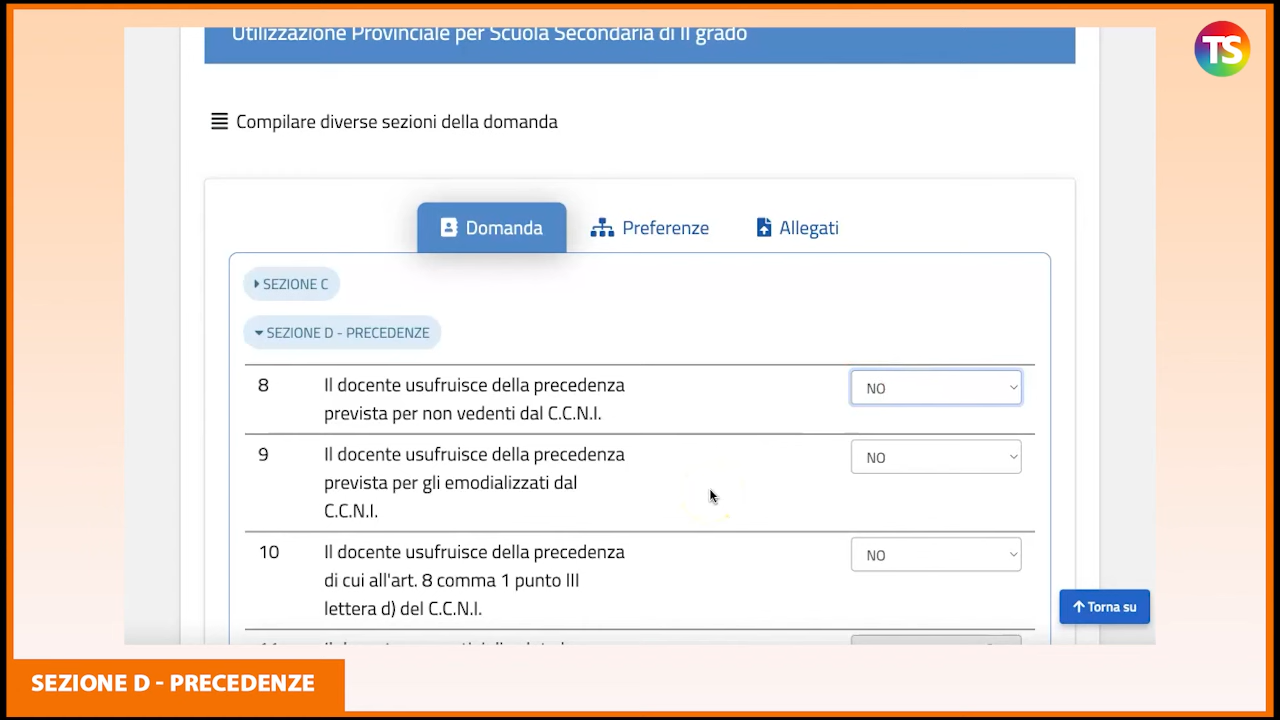 Utilizzazione Provinciale per Scuola Secondaria di II grado
TS
Compilare diverse sezioni della domanda
Domanda
Preferenze
Allegati
SEZIONE C
SEZIONE D - PRECEDENZE
8
Il docente usufruisce della precedenza
prevista per non vedenti dal C.C.N.I.
NO
9
Il docente usufruisce della precedenza
prevista per gli emodializzati dal
C.C.N.I.
NO
10
Il docente usufruisce della precedenza
di cui all'art. 8 comma 1 punto III
lettera d) del C.C.N.I.
NO
Torna su
SEZIONE D - PRECEDENZE